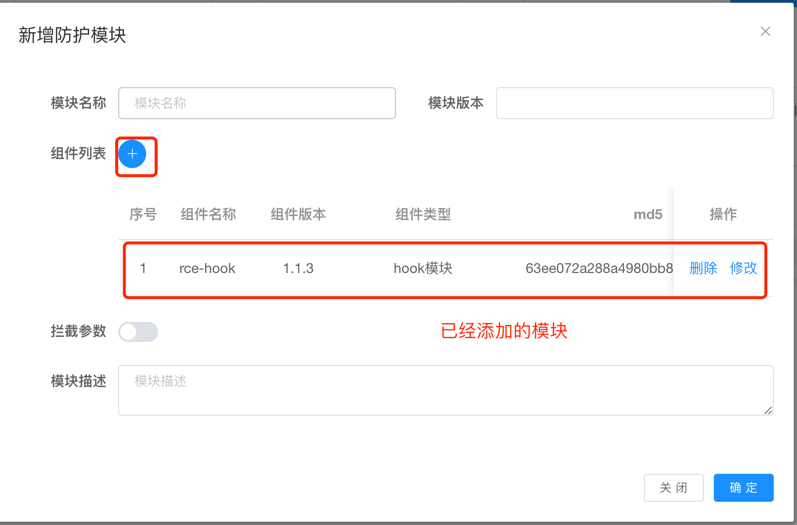 新增防护模块
模块名称 模块名称 模块版本
组件列表
序号 组件名称 组件版本 组件类型 md5 操作
1 rce-hook 1.1.3 hook模块 63ee072a288a4980bb8 删除 修改
拦截参数 已经添加的模块
模块描述 模块描述
关 闭 确 定